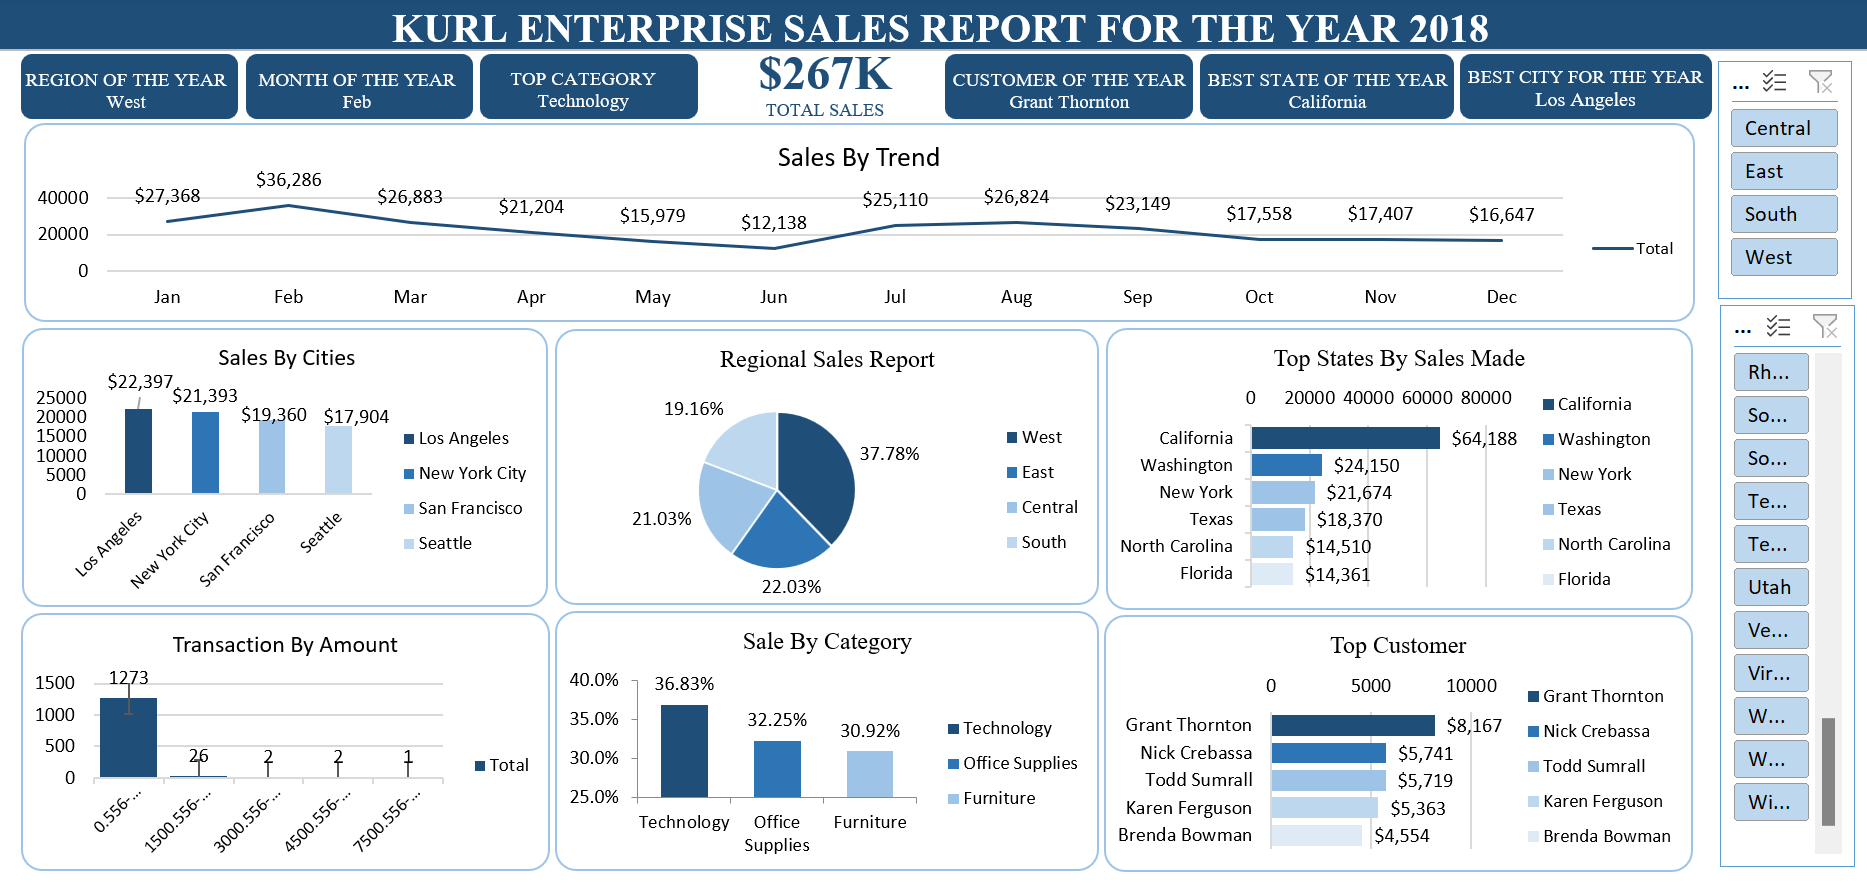 KURL ENTERPRISE SALES REPORT FOR THE YEAR 2018
REGION OF THE YEAR
West
MONTH OF THE YEAR
Feb
TOP CATEGORY
Technology
$267K
TOTAL SALES
CUSTOMER OF THE YEAR
Grant Thornton
BEST STATE OF THE YEAR
California
BEST CITY FOR THE YEAR
Los Angeles
...
Central
East
South
West
Sales By Trend
40000
20000
0
$27,368
$36,286
$26,883
$21,204
$15,979
$12,138
$25,110
$26,824
$23,149
$17,558
$17,407
$16,647
Total
Jan
Feb
Mar
Apr
May
Jun
Jul
Aug
Sep
Oct
Nov
Dec
Sales By Cities
25000
20000
15000
10000
5000
0
$22,397
$21,393
$19,360
$17,904
Los Angeles
New York City
San Francisco
Seattle
Los Angeles
New York City
San Francisco
Seattle
Regional Sales Report
19.16%
37.78%
21.03%
22.03%
West
East
Central
South
Top States By Sales Made
0
20000
40000
60000
80000
California
Washington
New York
Texas
North Carolina
Florida
$64,188
$24,150
$21,674
$18,370
$14,510
$14,361
California
Washington
New York
Texas
North Carolina
Florida
...
Rh...
So...
So...
Te...
Te...
Utah
Ve...
Vir...
W...
W...
Wi...
Transaction By Amount
1500
1000
500
0
1273
26
2
2
1
0.556-...
1500.556-...
3000.556-...
4500.556-...
7500.556-...
Total
Sale By Category
40.0%
35.0%
30.0%
25.0%
36.83%
32.25%
30.92%
Technology
Office
Supplies
Furniture
Technology
Office Supplies
Furniture
Top Customer
0
5000
10000
Grant Thornton
Nick Crebassa
Todd Sumrall
Karen Ferguson
Brenda Bowman
$8,167
$5,741
$5,719
$5,363
$4,554
Grant Thornton
Nick Crebassa
Todd Sumrall
Karen Ferguson
Brenda Bowman